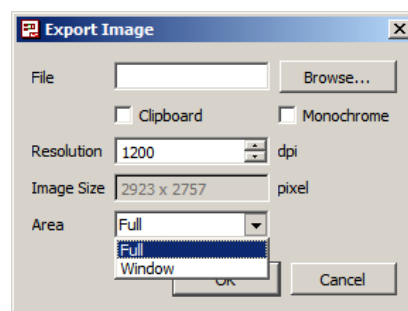 Export Image
File Browse...
Clipboard Monochrome
Resolution 1200 dpi
Image Size 2923 x 2757 pixel
Area Full
Full
Window
OK Cancel